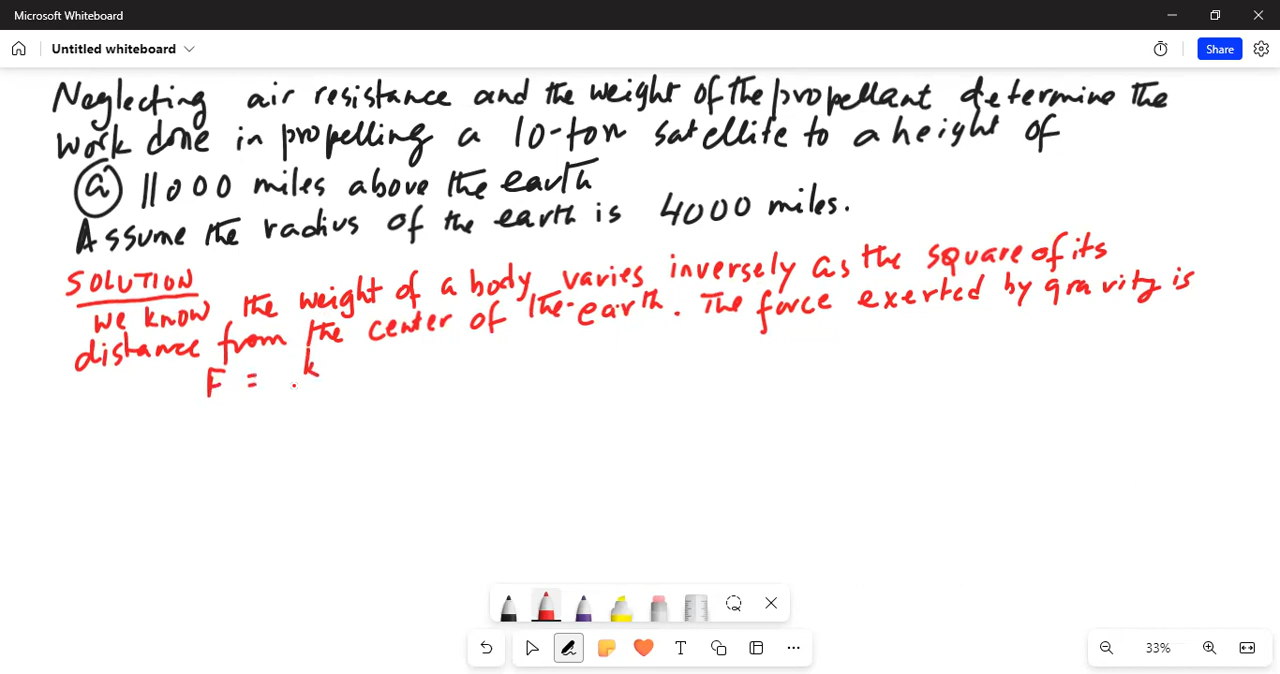 Microsoft Whiteboard
Untitled whiteboard
Share
Neglecting air resistance and the weight of the propellant determine the
work done in propelling a 10-ton satellite to a height of
(a) 11000 miles above the earth
Assume the radius of the earth is 4000 miles.
SOLUTION
We know, the weight of a body varies inversely as the square of its
distance from the center of the earth. The force exerted by gravity is
F = k
33%